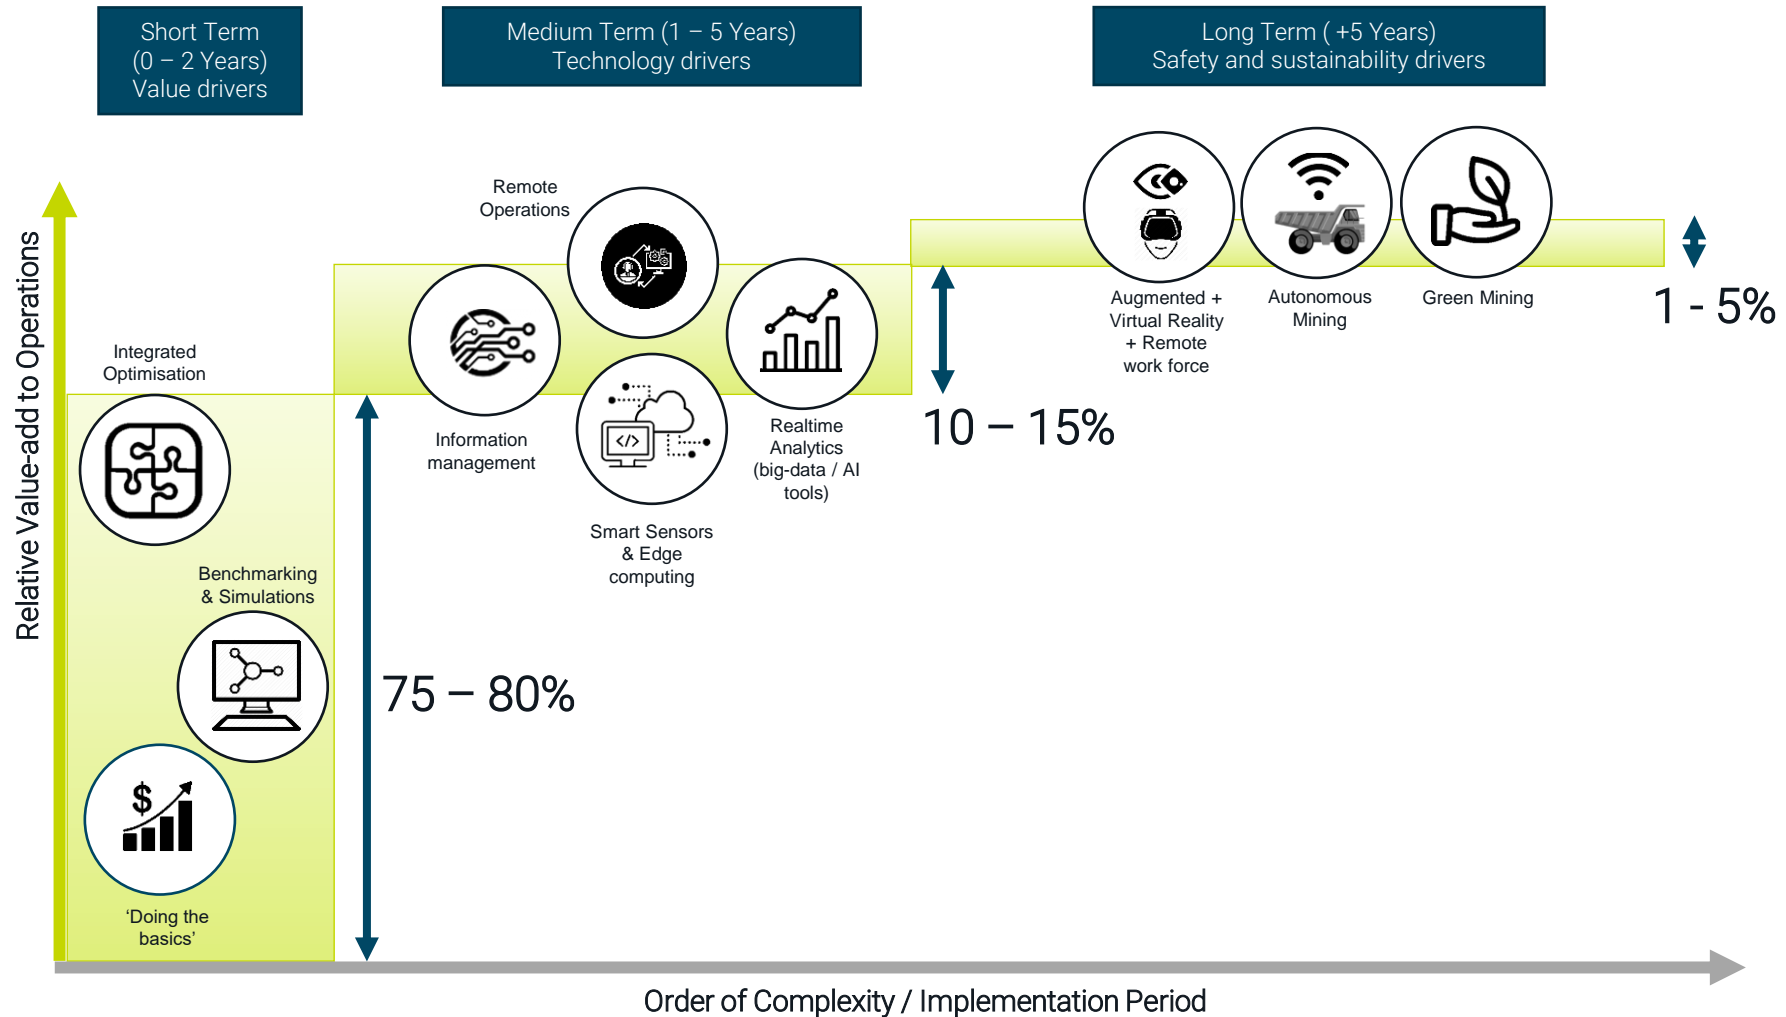 Short Term
(0 – 2 Years)
Value drivers
Medium Term (1 – 5 Years)
Technology drivers
Long Term ( +5 Years)
Safety and sustainability drivers
Relative Value-add to Operations
Integrated
Optimisation
Benchmarking
& Simulations
$
‘Doing the
basics’
75 – 80%
Remote
Operations
Information
management
</>
Smart Sensors
& Edge
computing
Realtime
Analytics
(big-data / AI
tools)
10 – 15%
Augmented +
Virtual Reality
+ Remote
work force
Autonomous
Mining
Green Mining
1 - 5%
Order of Complexity / Implementation Period